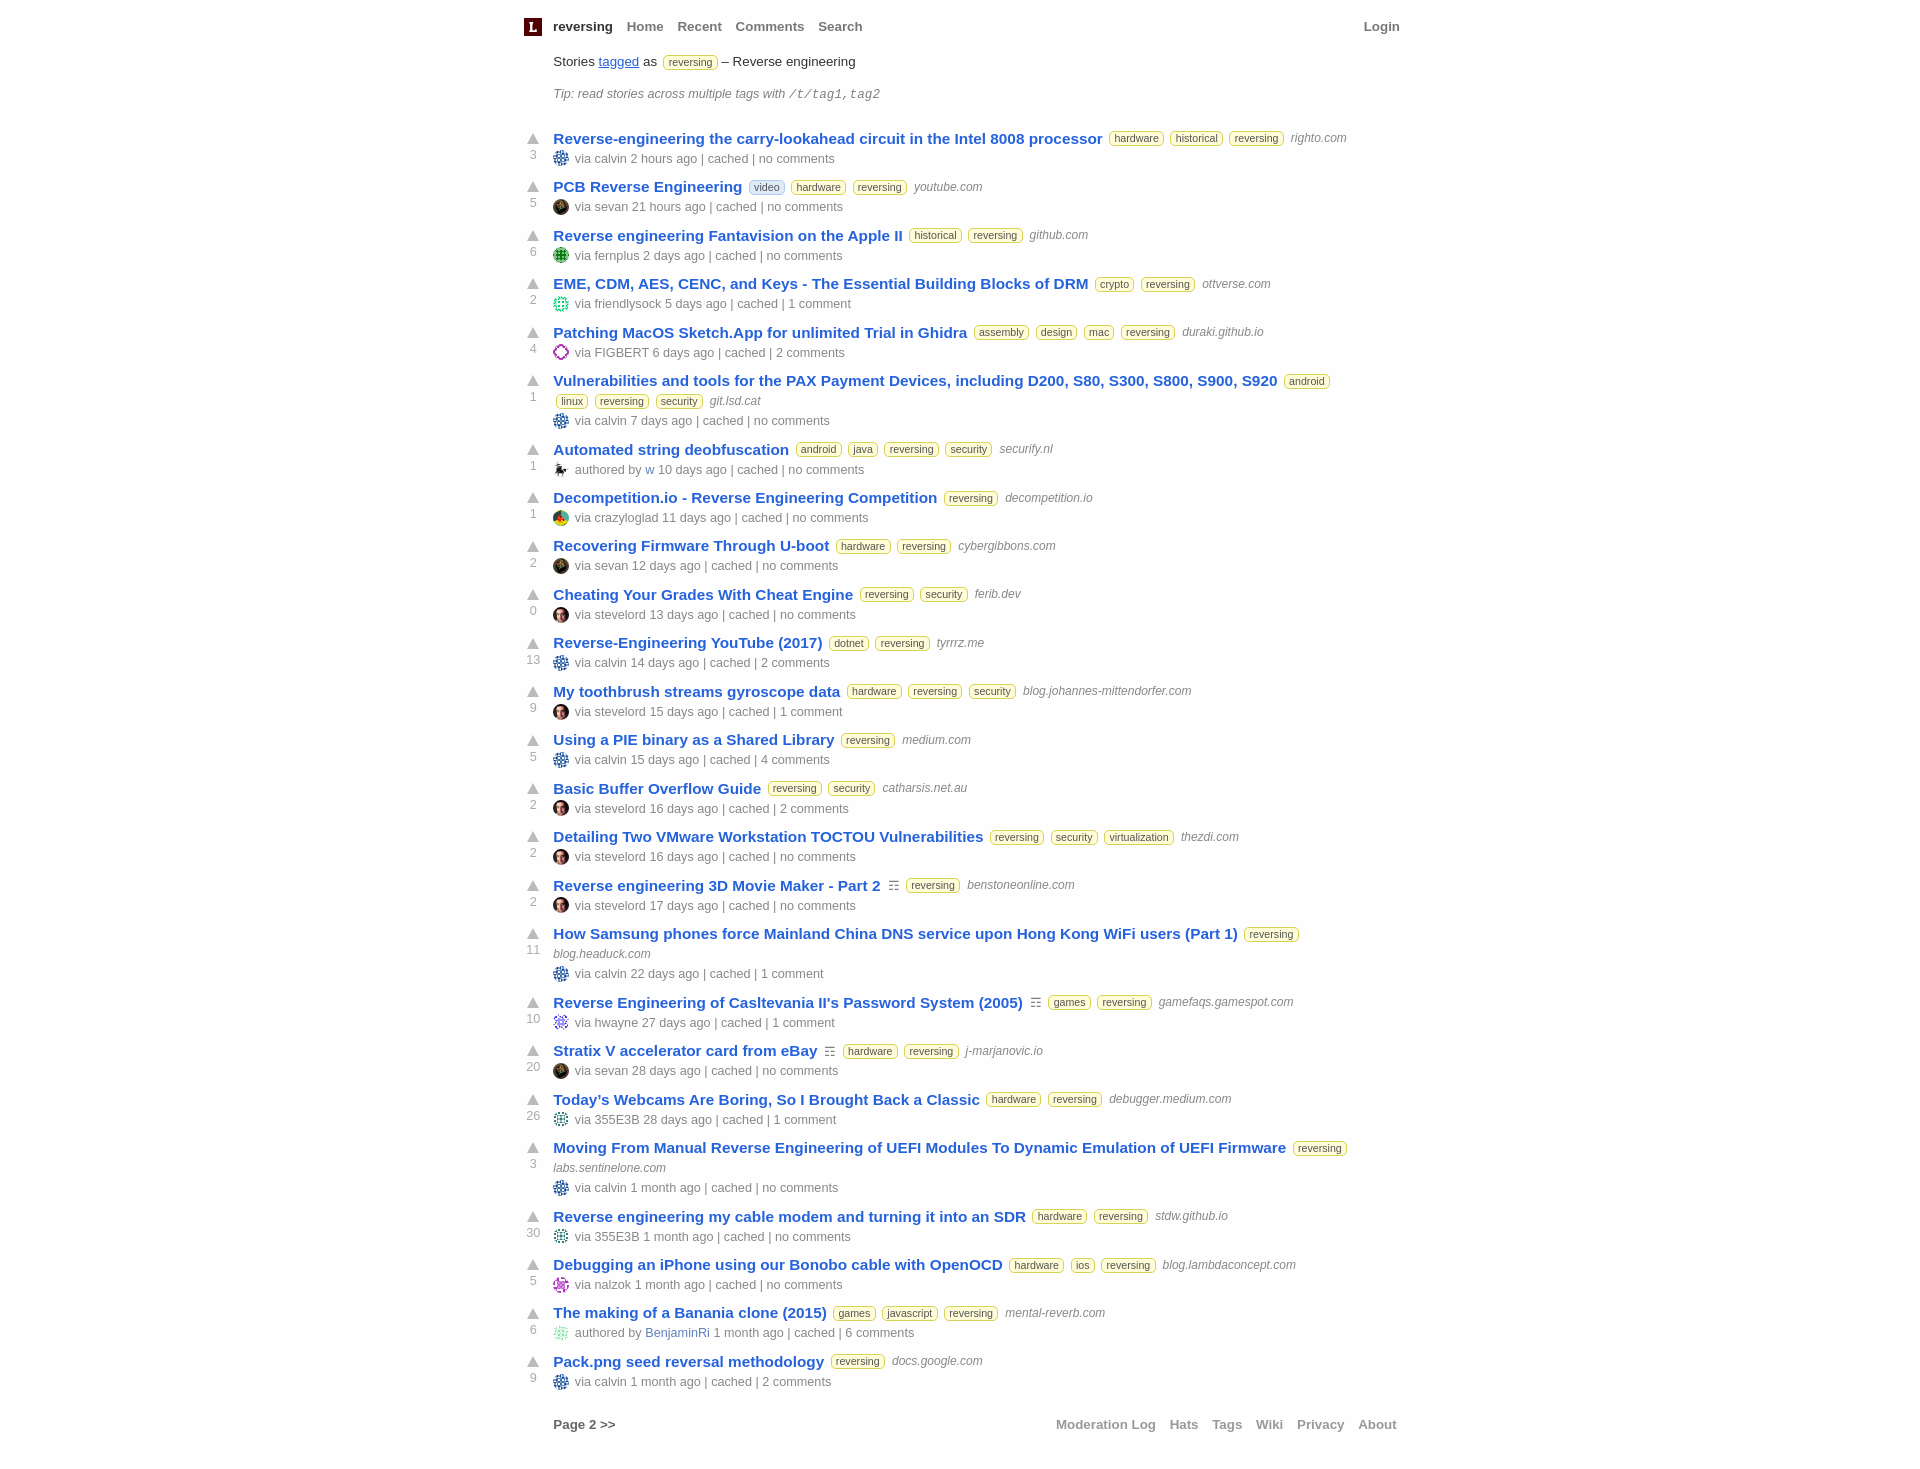 L reversing Home Recent Comments Search Login
Stories tagged as reversing – Reverse engineering
Tip: read stories across multiple tags with /t/tag1,tag2
Reverse-engineering the carry-lookahead circuit in the Intel 8008 processor hardware historical reversing righto.com
3 via calvin 2 hours ago | cached | no comments
PCB Reverse Engineering video hardware reversing youtube.com
5 via sevan 21 hours ago | cached | no comments
Reverse engineering Fantavision on the Apple II historical reversing github.com
6 via fernplus 2 days ago | cached | no comments
EME, CDM, AES, CENC, and Keys - The Essential Building Blocks of DRM crypto reversing ottverse.com
2 via friendlysock 5 days ago | cached | 1 comment
Patching MacOS Sketch.App for unlimited Trial in Ghidra assembly design mac reversing duraki.github.io
4 via FIGBERT 6 days ago | cached | 2 comments
Vulnerabilities and tools for the PAX Payment Devices, including D200, S80, S300, S800, S900, S920 android
1 linux reversing security git.lsd.cat
via calvin 7 days ago | cached | no comments
Automated string deobfuscation android java reversing security securify.nl
1 authored by w 10 days ago | cached | no comments
Decompetition.io - Reverse Engineering Competition reversing decompetition.io
1 via crazyloglad 11 days ago | cached | no comments
Recovering Firmware Through U-boot hardware reversing cybergibbons.com
2 via sevan 12 days ago | cached | no comments
Cheating Your Grades With Cheat Engine reversing security ferib.dev
0 via stevelord 13 days ago | cached | no comments
Reverse-Engineering YouTube (2017) dotnet reversing tyrrrz.me
13 via calvin 14 days ago | cached | 2 comments
My toothbrush streams gyroscope data hardware reversing security blog.johannes-mittendorfer.com
9 via stevelord 15 days ago | cached | 1 comment
Using a PIE binary as a Shared Library reversing medium.com
5 via calvin 15 days ago | cached | 4 comments
Basic Buffer Overflow Guide reversing security catharsis.net.au
2 via stevelord 16 days ago | cached | 2 comments
Detailing Two VMware Workstation TOCTOU Vulnerabilities reversing security virtualization thezdi.com
2 via stevelord 16 days ago | cached | no comments
Reverse engineering 3D Movie Maker - Part 2 ☶ reversing benstoneonline.com
2 via stevelord 17 days ago | cached | no comments
How Samsung phones force Mainland China DNS service upon Hong Kong WiFi users (Part 1) reversing
11 blog.headuck.com
via calvin 22 days ago | cached | 1 comment
Reverse Engineering of Casltevania II's Password System (2005) ☶ games reversing gamefaqs.gamespot.com
10 via hwayne 27 days ago | cached | 1 comment
Stratix V accelerator card from eBay ☶ hardware reversing j-marjanovic.io
20 via sevan 28 days ago | cached | no comments
Today’s Webcams Are Boring, So I Brought Back a Classic hardware reversing debugger.medium.com
26 via 355E3B 28 days ago | cached | 1 comment
Moving From Manual Reverse Engineering of UEFI Modules To Dynamic Emulation of UEFI Firmware reversing
3 labs.sentinelone.com
via calvin 1 month ago | cached | no comments
Reverse engineering my cable modem and turning it into an SDR hardware reversing stdw.github.io
30 via 355E3B 1 month ago | cached | no comments
Debugging an iPhone using our Bonobo cable with OpenOCD hardware ios reversing blog.lambdaconcept.com
5 via nalzok 1 month ago | cached | no comments
The making of a Banania clone (2015) games javascript reversing mental-reverb.com
6 authored by BenjaminRi 1 month ago | cached | 6 comments
Pack.png seed reversal methodology reversing docs.google.com
9 via calvin 1 month ago | cached | 2 comments
Page 2 >> Moderation Log Hats Tags Wiki Privacy About